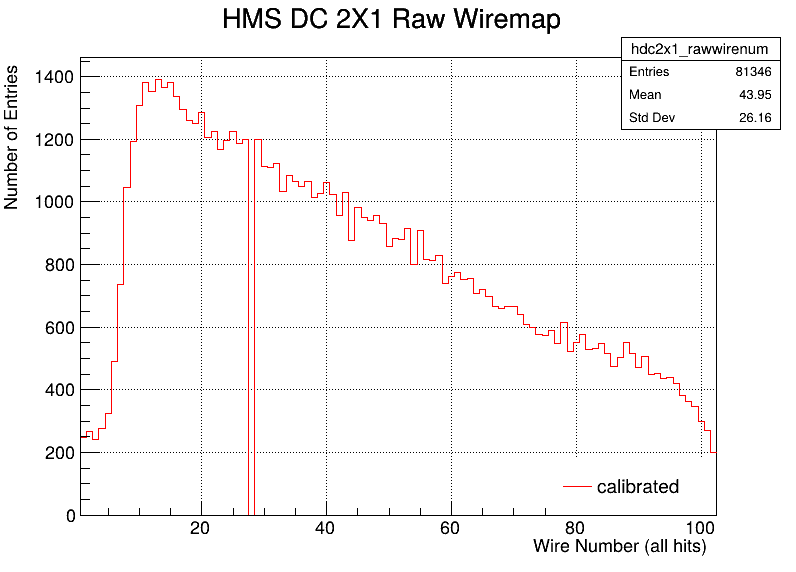 HMS DC 2X1 Raw Wiremap
hdc2x1_rawwirenum
Entries 81346
Mean 43.95
Std Dev 26.16
Number of Entries
1400
1200
1000
800
600
400
200
0
calibrated
20 40 60 80 100
Wire Number (all hits)